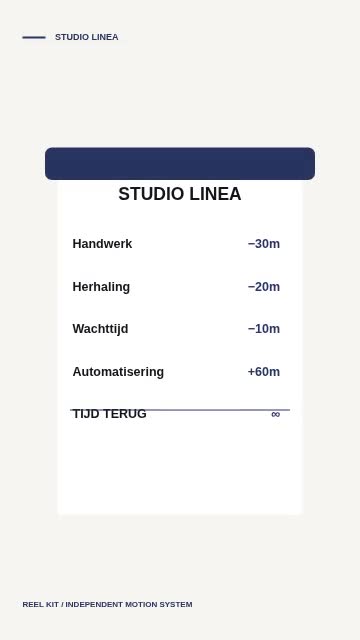 STUDIO LINEA
STUDIO LINEA
Handwerk −30m
Herhaling −20m
Wachttijd −10m
Automatisering +60m
TIJD TERUG ∞
REEL KIT / INDEPENDENT MOTION SYSTEM